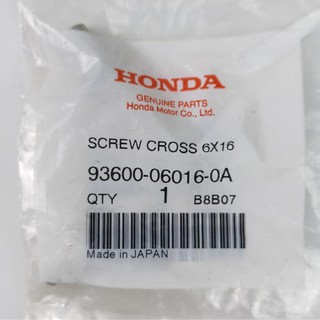 HONDA
GENUINE PARTS
Honda Motor Co., Ltd.
SCREW CROSS 6X16
93600-06016-0A
QTY 1 B8B07
Made in JAPAN